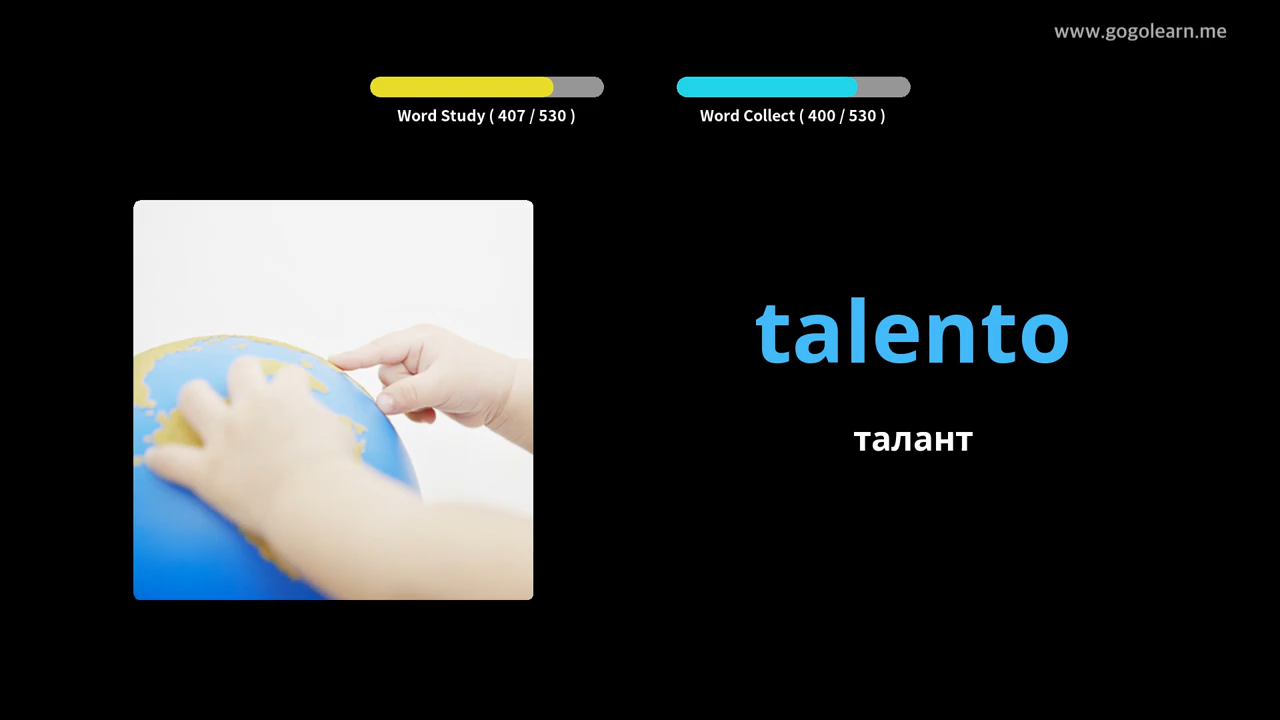 www.gogolearn.me
Word Study ( 407 / 530 )
Word Collect ( 400 / 530 )
talento
талант